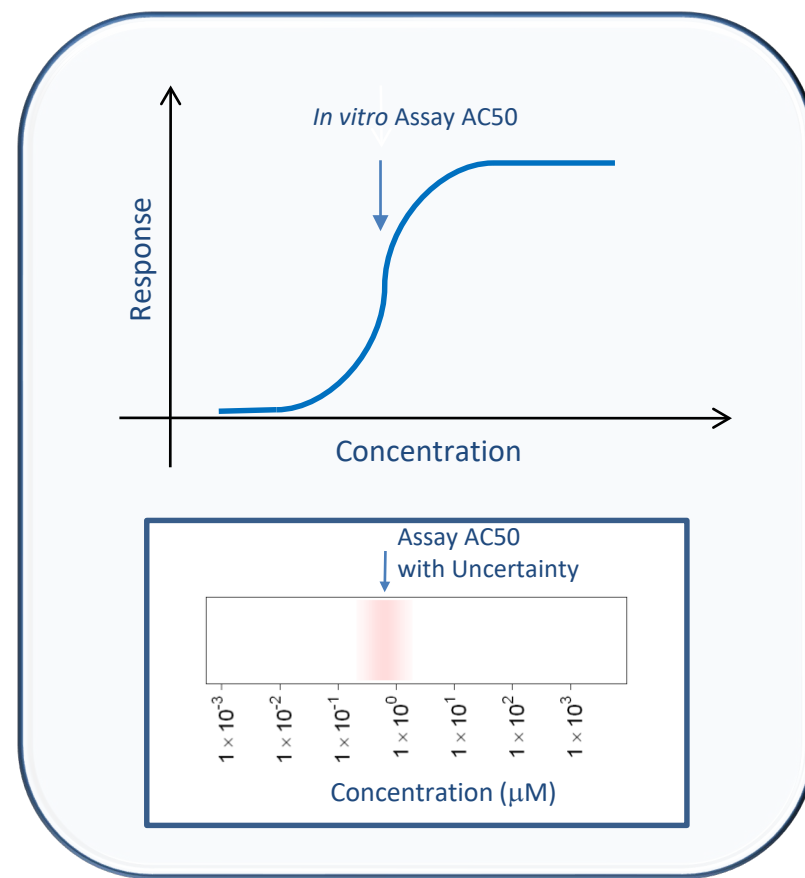 In vitro Assay AC50
Response
Concentration
Assay AC50
with Uncertainty
1 × 10⁻³
1 × 10⁻²
1 × 10⁻¹
1 × 10⁰
1 × 10¹
1 × 10²
1 × 10³
Concentration (μM)